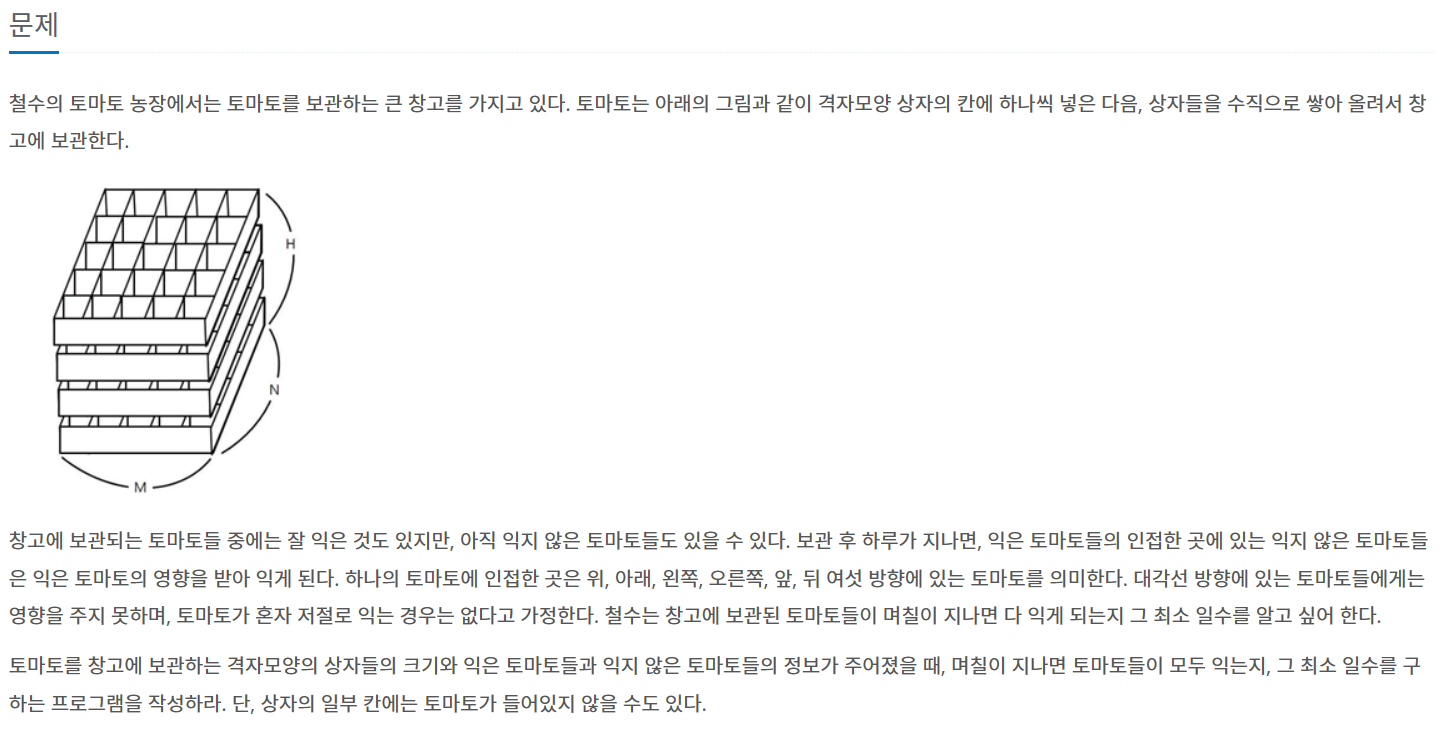 문제
철수의 토마토 농장에서는 토마토를 보관하는 큰 창고를 가지고 있다. 토마토는 아래의 그림과 같이 격자모양 상자의 칸에 하나씩 넣은 다음, 상자들을 수직으로 쌓아 올려서 창
고에 보관한다.
H
N
M
창고에 보관되는 토마토들 중에는 잘 익은 것도 있지만, 아직 익지 않은 토마토들도 있을 수 있다. 보관 후 하루가 지나면, 익은 토마토들의 인접한 곳에 있는 익지 않은 토마토들
은 익은 토마토의 영향을 받아 익게 된다. 하나의 토마토에 인접한 곳은 위, 아래, 왼쪽, 오른쪽, 앞, 뒤 여섯 방향에 있는 토마토를 의미한다. 대각선 방향에 있는 토마토들에게는
영향을 주지 못하며, 토마토가 혼자 저절로 익는 경우는 없다고 가정한다. 철수는 창고에 보관된 토마토들이 며칠이 지나면 다 익게 되는지 그 최소 일수를 알고 싶어 한다.
토마토를 창고에 보관하는 격자모양의 상자들의 크기와 익은 토마토들과 익지 않은 토마토들의 정보가 주어졌을 때, 며칠이 지나면 토마토들이 모두 익는지, 그 최소 일수를 구
하는 프로그램을 작성하라. 단, 상자의 일부 칸에는 토마토가 들어있지 않을 수도 있다.